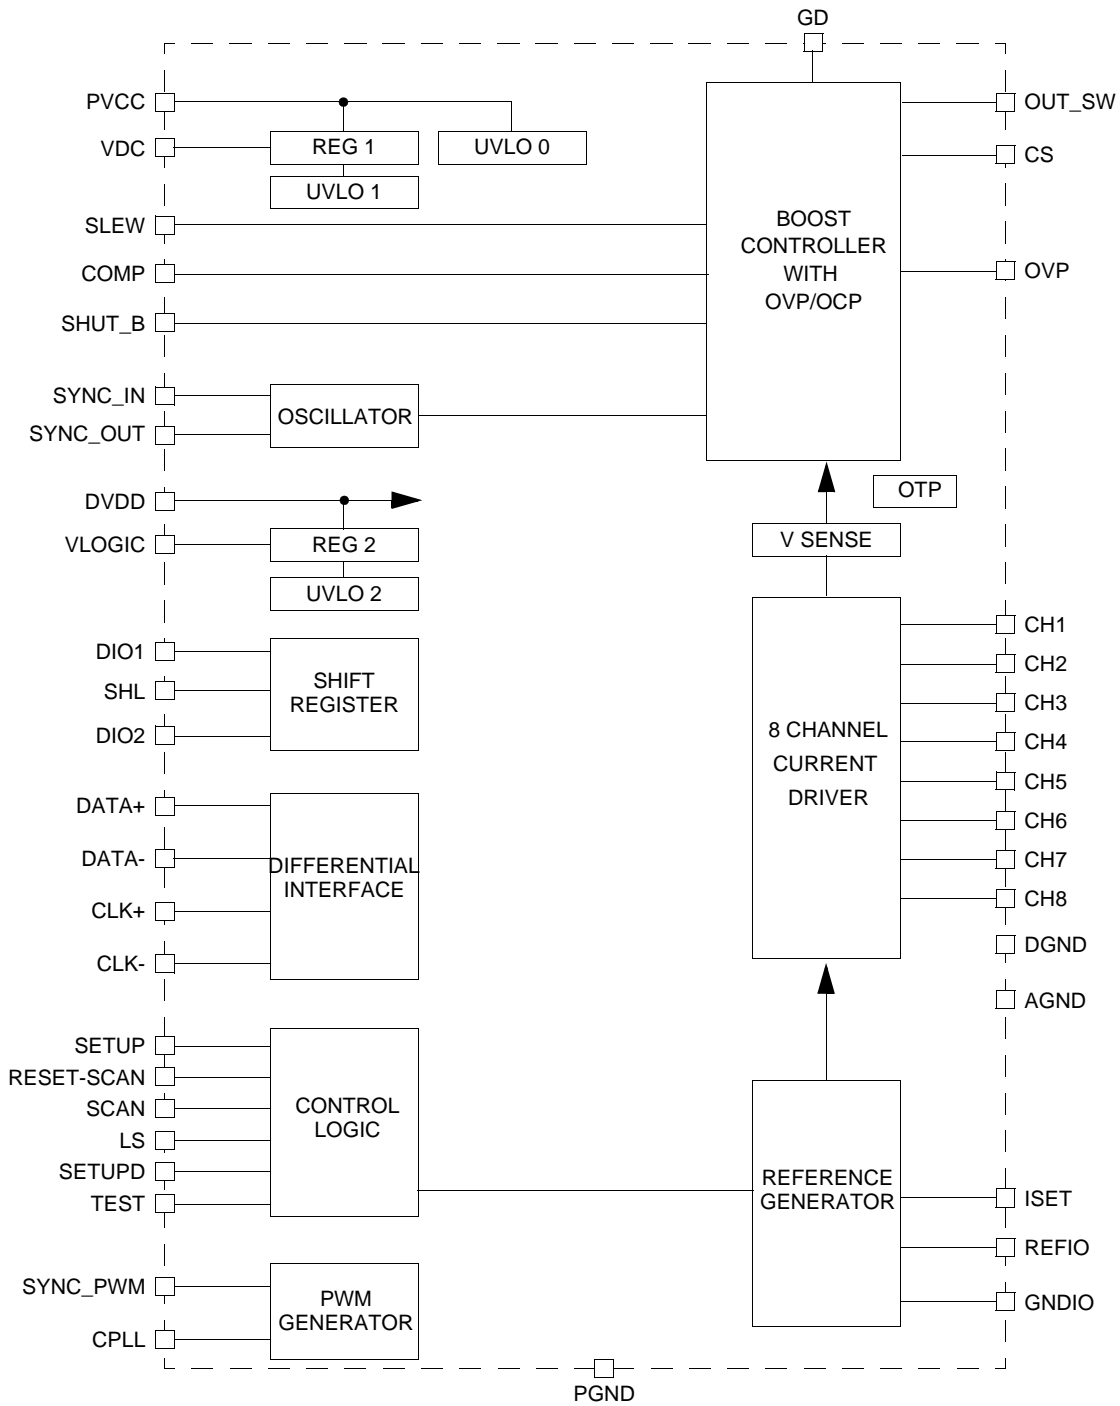 GD
PVCC
OUT_SW
VDC
REG 1
UVLO 0
CS
UVLO 1
SLEW
BOOST
CONTROLLER
WITH
OVP/OCP
COMP
OVP
SHUT_B
SYNC_IN
OSCILLATOR
SYNC_OUT
DVDD
OTP
VLOGIC
REG 2
V SENSE
UVLO 2
DIO1
SHL
DIO2
SHIFT
REGISTER
CH1
CH2
CH3
CH4
CH5
CH6
CH7
CH8
8 CHANNEL
CURRENT
DRIVER
DATA+
DATA-
CLK+
CLK-
DIFFERENTIAL
INTERFACE
DGND
AGND
SETUP
RESET-SCAN
SCAN
LS
SETUPD
TEST
CONTROL
LOGIC
REFERENCE
GENERATOR
ISET
REFIO
GNDIO
SYNC_PWM
CPLL
PWM
GENERATOR
PGND